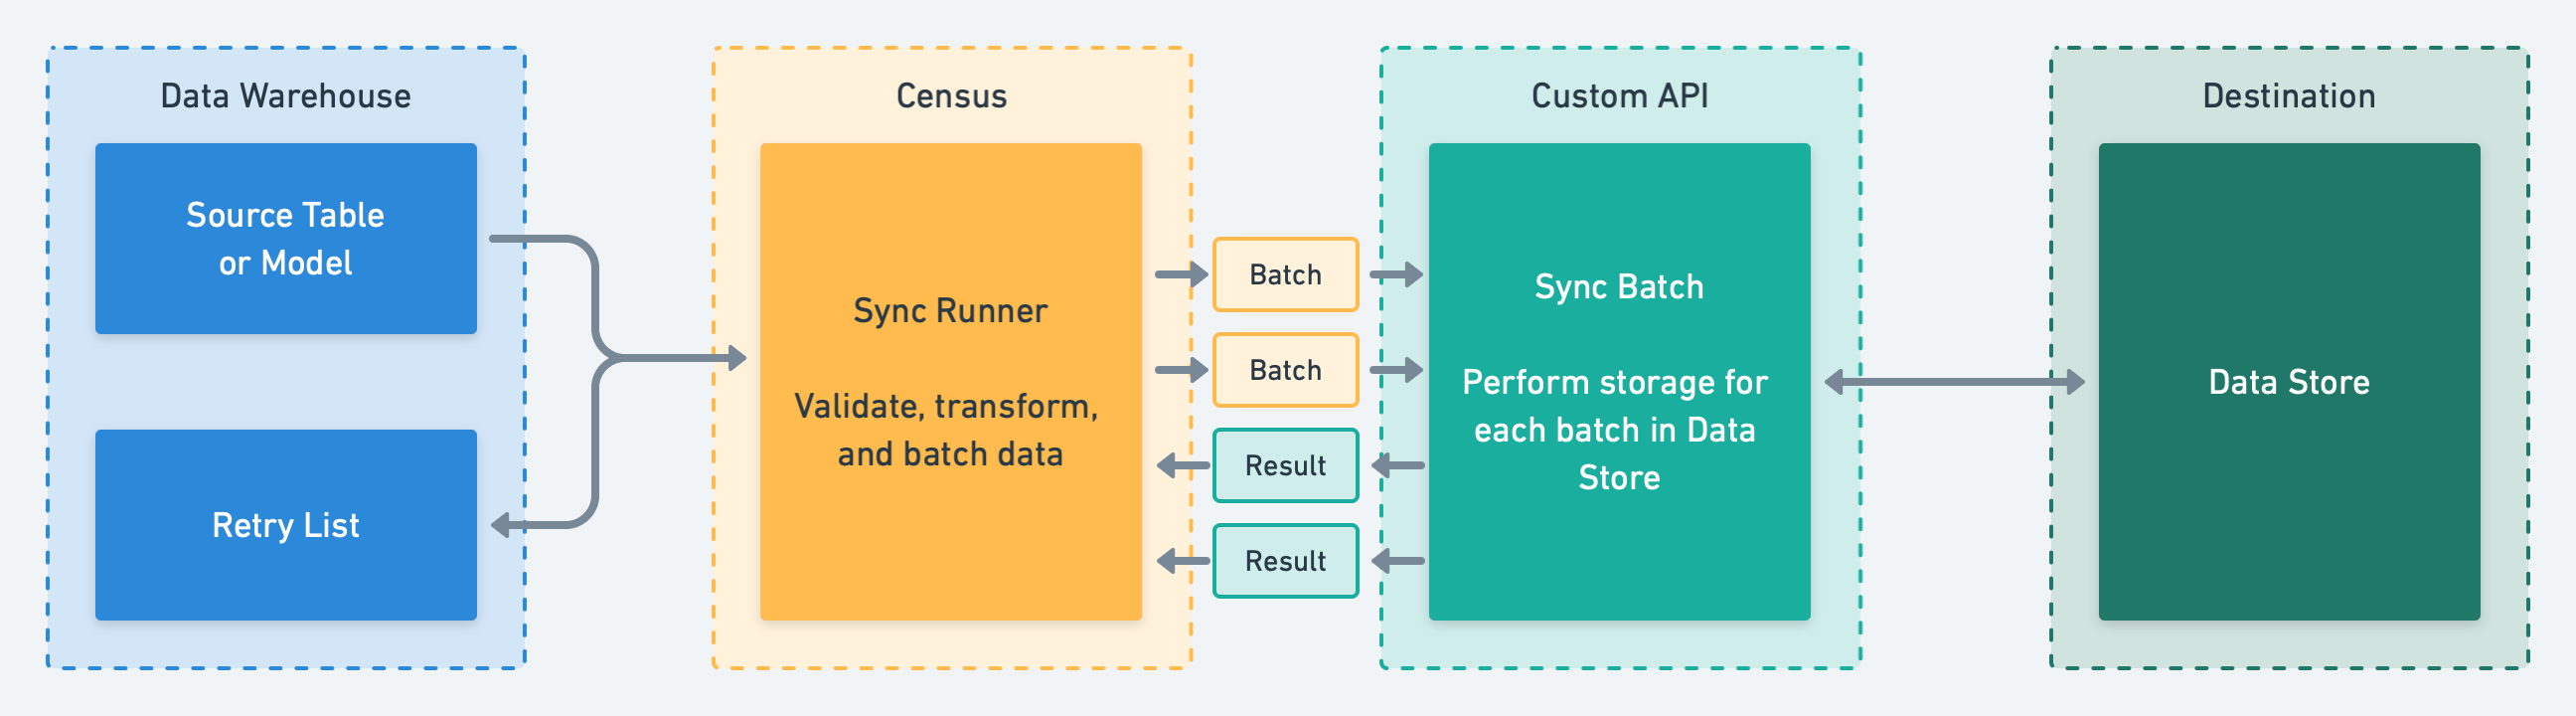 Data Warehouse
Source Table
or Model
Retry List
Census
Sync Runner
Validate, transform,
and batch data
Batch
Batch
Result
Result
Custom API
Sync Batch
Perform storage for
each batch in Data
Store
Destination
Data Store